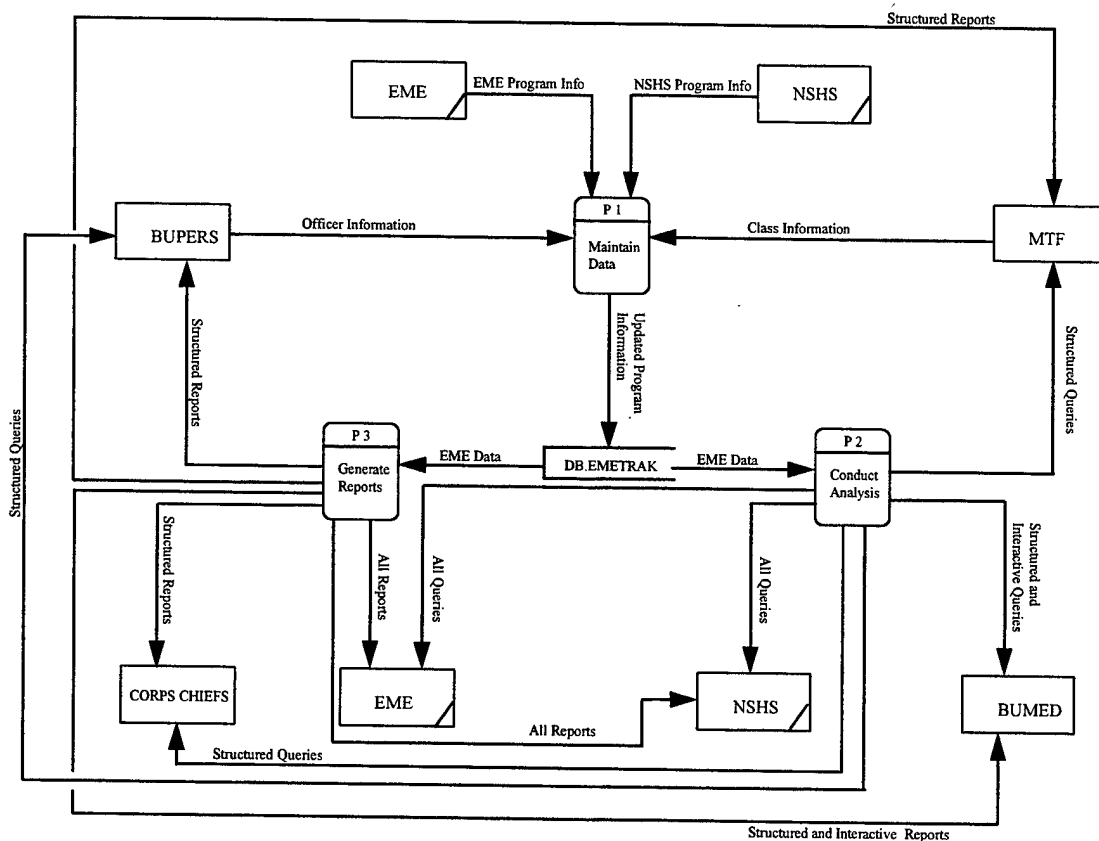 Structured Reports
EME
EME Program Info
NSHS Program Info
NSHS
P 1
Maintain
Data
BUPERS
Officer Information
Class Information
MTF
Structured Reports
Updated Program
Information
Structured Queries
Structured Queries
P 3
Generate
Reports
EME Data
DB.EMETRAK
EME Data
P 2
Conduct
Analysis
Structured Reports
All Reports
All Queries
All Queries
Structured and
Interactive Queries
CORPS CHIEFS
EME
NSHS
BUMED
All Reports
Structured Queries
Structured and Interactive Reports